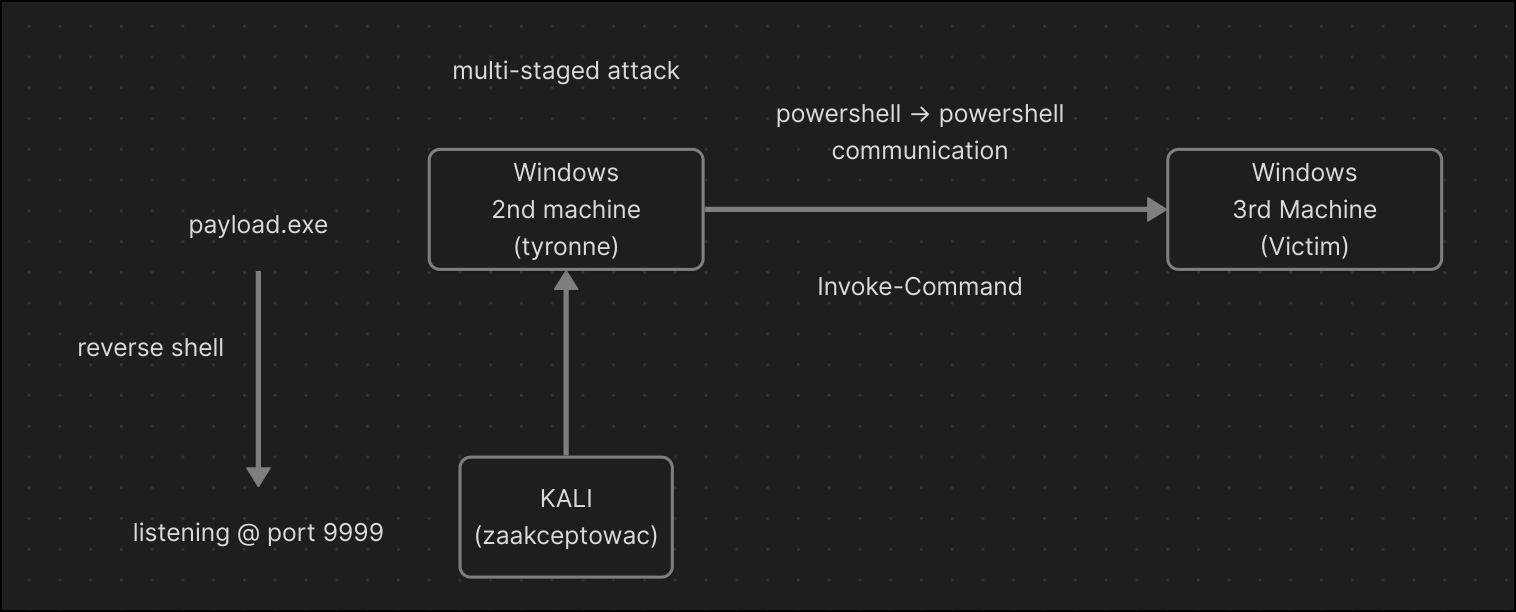 multi-staged attack
powershell → powershell
communication
Windows
2nd machine
(tyronne)
Windows
3rd Machine
(Victim)
payload.exe
Invoke-Command
reverse shell
KALI
(zaakceptowac)
listening @ port 9999